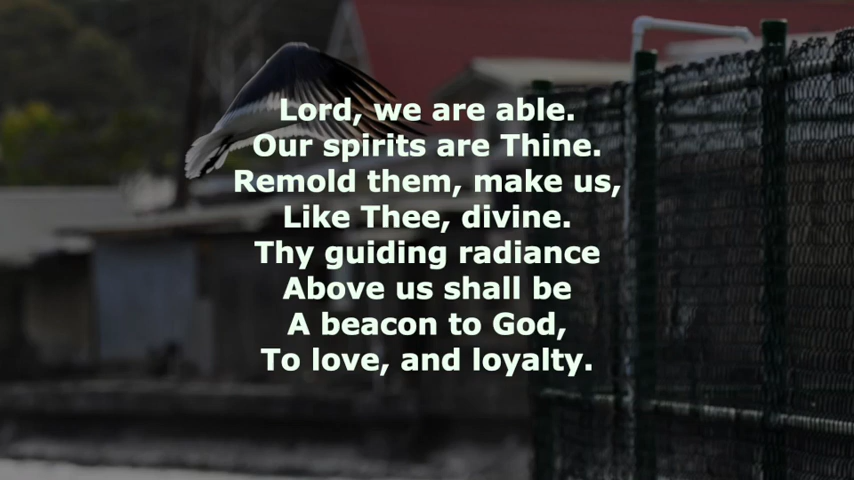 Lord, we are able.
Our spirits are Thine.
Remold them, make us,
Like Thee, divine.
Thy guiding radiance
Above us shall be
A beacon to God,
To love, and loyalty.